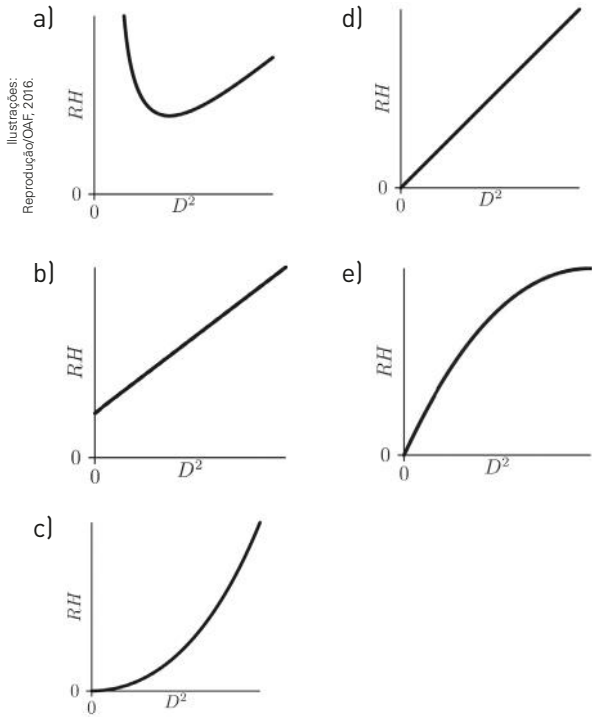 a)
Ilustrações:
Reprodução/OAF, 2016.
RH
0
0
D²
b)
RH
0
0
D²
c)
RH
0
0
D²
d)
RH
0
0
D²
e)
RH
0
0
D²